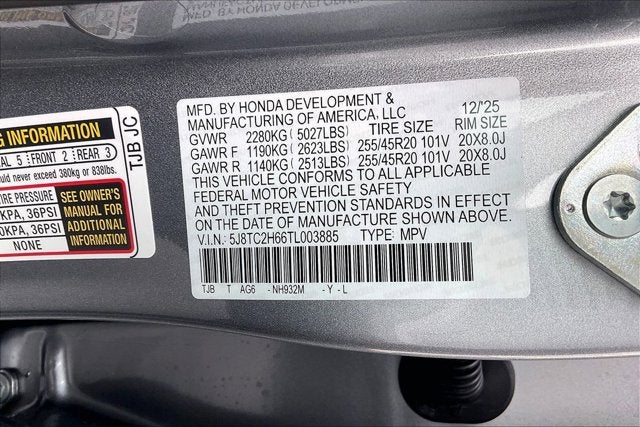 MFD. BY HONDA DEVELOPMENT &
MANUFACTURING OF AMERICA, LLC 12/'25
GVWR 2280KG(5027LBS) TIRE SIZE RIM SIZE
GAWR F 1190KG(2623LBS) 255/45R20 101V 20X8.0J
GAWR R 1140KG(2513LBS) 255/45R20 101V 20X8.0J
THIS VEHICLE CONFORMS TO ALL APPLICABLE
FEDERAL MOTOR VEHICLE SAFETY
AND THEFT PREVENTION STANDARDS IN EFFECT
ON THE DATE OF MANUFACTURE SHOWN ABOVE.
V.I.N.: 5J8TC2H66TL003885 TYPE: MPV
TJB T AG6 -NH932M -Y-L
INFORMATION
5 FRONT 2 REAR 3
never exceed 380kg or 838lbs.
PRESSURE
KPA, 36PSI
KPA, 36PSI
NONE
SEE OWNER'S
MANUAL FOR
ADDITIONAL
INFORMATION
TJB JC